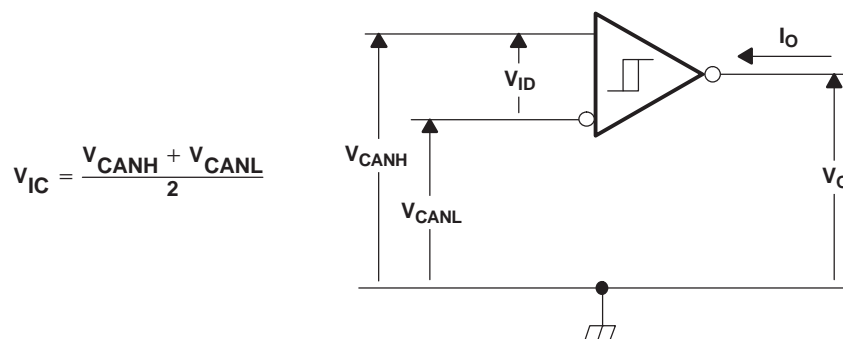 V_IC = (V_CANH + V_CANL) / 2
I_O
V_ID
V_CANH
V_CANL